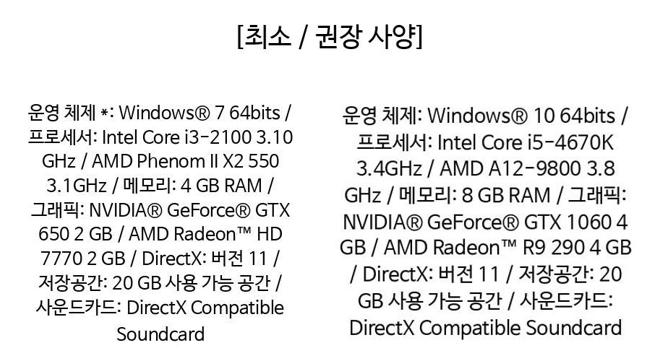 [최소 / 권장 사양]
운영 체제 *: Windows® 7 64bits /
프로세서: Intel Core i3-2100 3.10
GHz / AMD Phenom II X2 550
3.1GHz / 메모리: 4 GB RAM /
그래픽: NVIDIA® GeForce® GTX
650 2 GB / AMD Radeon™ HD
7770 2 GB / DirectX: 버전 11 /
저장공간: 20 GB 사용 가능 공간 /
사운드카드: DirectX Compatible
Soundcard
운영 체제: Windows® 10 64bits /
프로세서: Intel Core i5-4670K
3.4GHz / AMD A12-9800 3.8
GHz / 메모리: 8 GB RAM / 그래픽:
NVIDIA® GeForce® GTX 1060 4
GB / AMD Radeon™ R9 290 4 GB
/ DirectX: 버전 11 / 저장공간: 20
GB 사용 가능 공간 / 사운드카드:
DirectX Compatible Soundcard